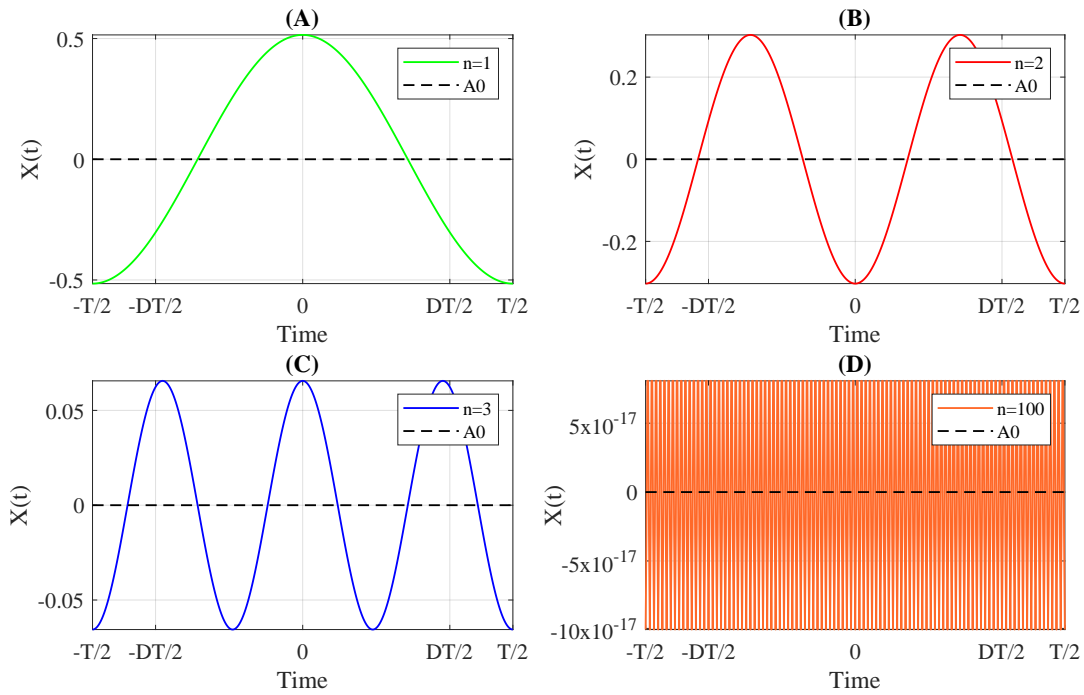 (A)
0.5
0
-0.5
X(t)
n=1
A0
-T/2 -DT/2 0 DT/2 T/2
Time
(B)
0.2
0
-0.2
X(t)
n=2
A0
-T/2 -DT/2 0 DT/2 T/2
Time
(C)
0.05
0
-0.05
X(t)
n=3
A0
-T/2 -DT/2 0 DT/2 T/2
Time
(D)
5x10⁻¹⁷
0
-5x10⁻¹⁷
-10x10⁻¹⁷
X(t)
n=100
A0
-T/2 -DT/2 0 DT/2 T/2
Time